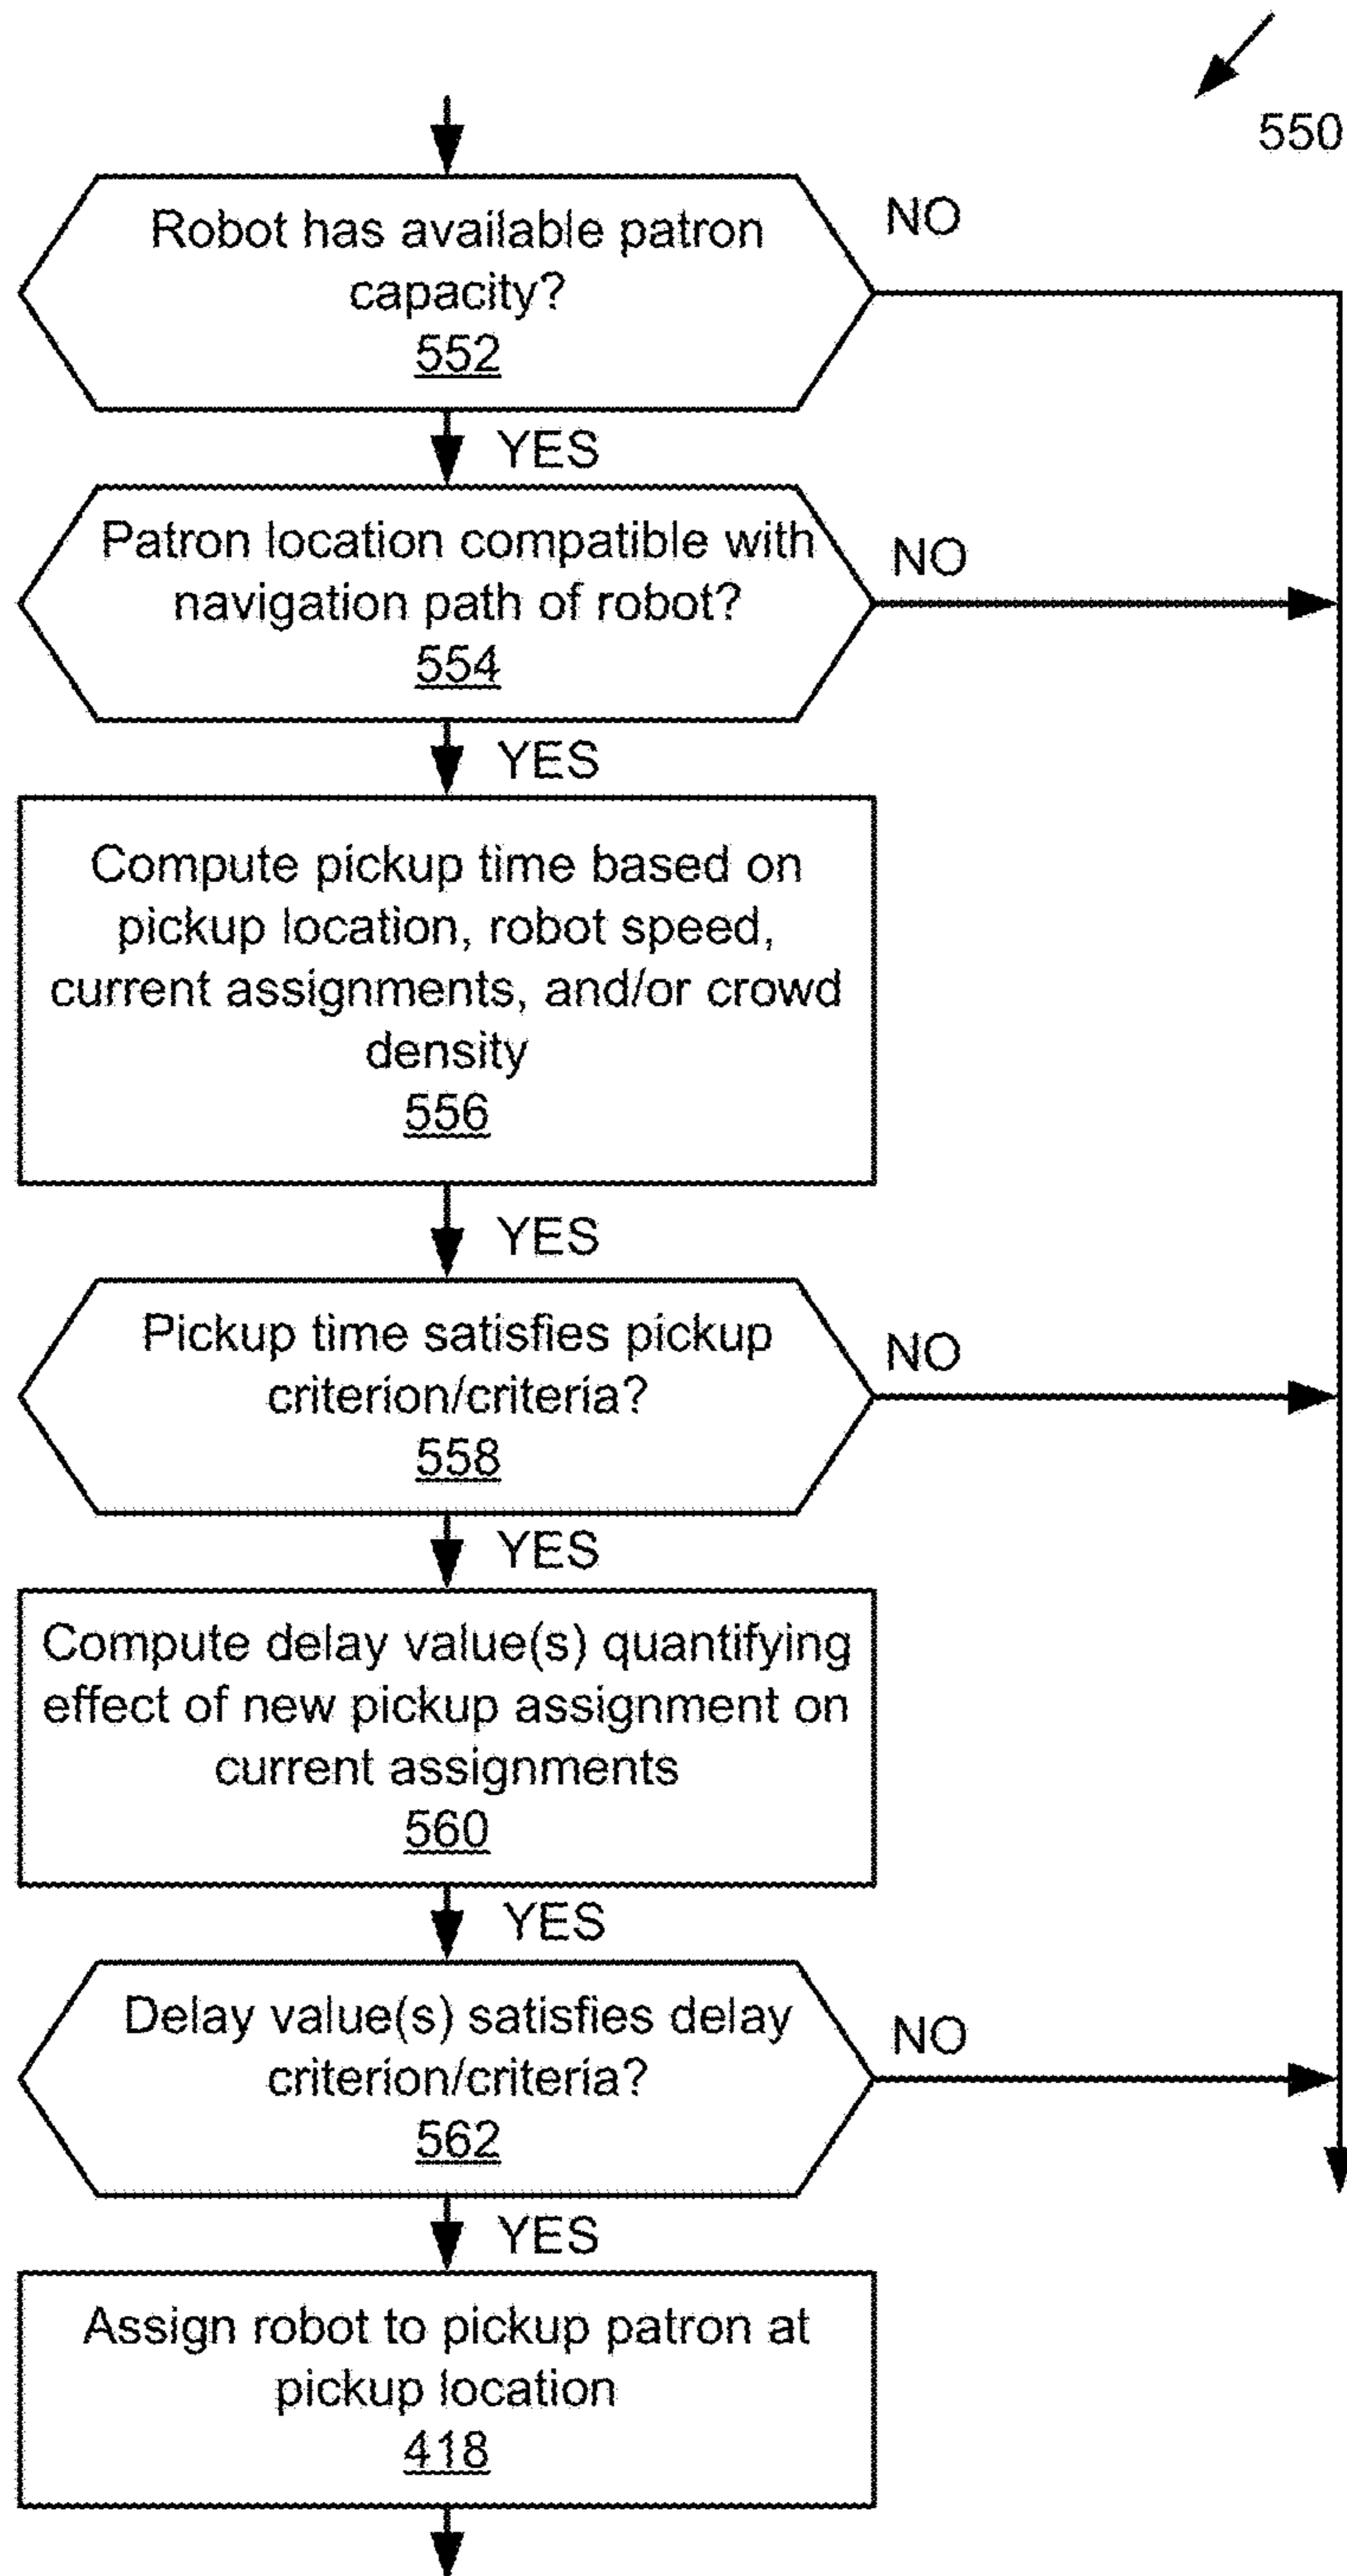 550
Robot has available patron
capacity?
552
NO
YES
Patron location compatible with
navigation path of robot?
554
NO
YES
Compute pickup time based on
pickup location, robot speed,
current assignments, and/or crowd
density
556
YES
Pickup time satisfies pickup
criterion/criteria?
558
NO
YES
Compute delay value(s) quantifying
effect of new pickup assignment on
current assignments
560
YES
Delay value(s) satisfies delay
criterion/criteria?
562
NO
YES
Assign robot to pickup patron at
pickup location
418